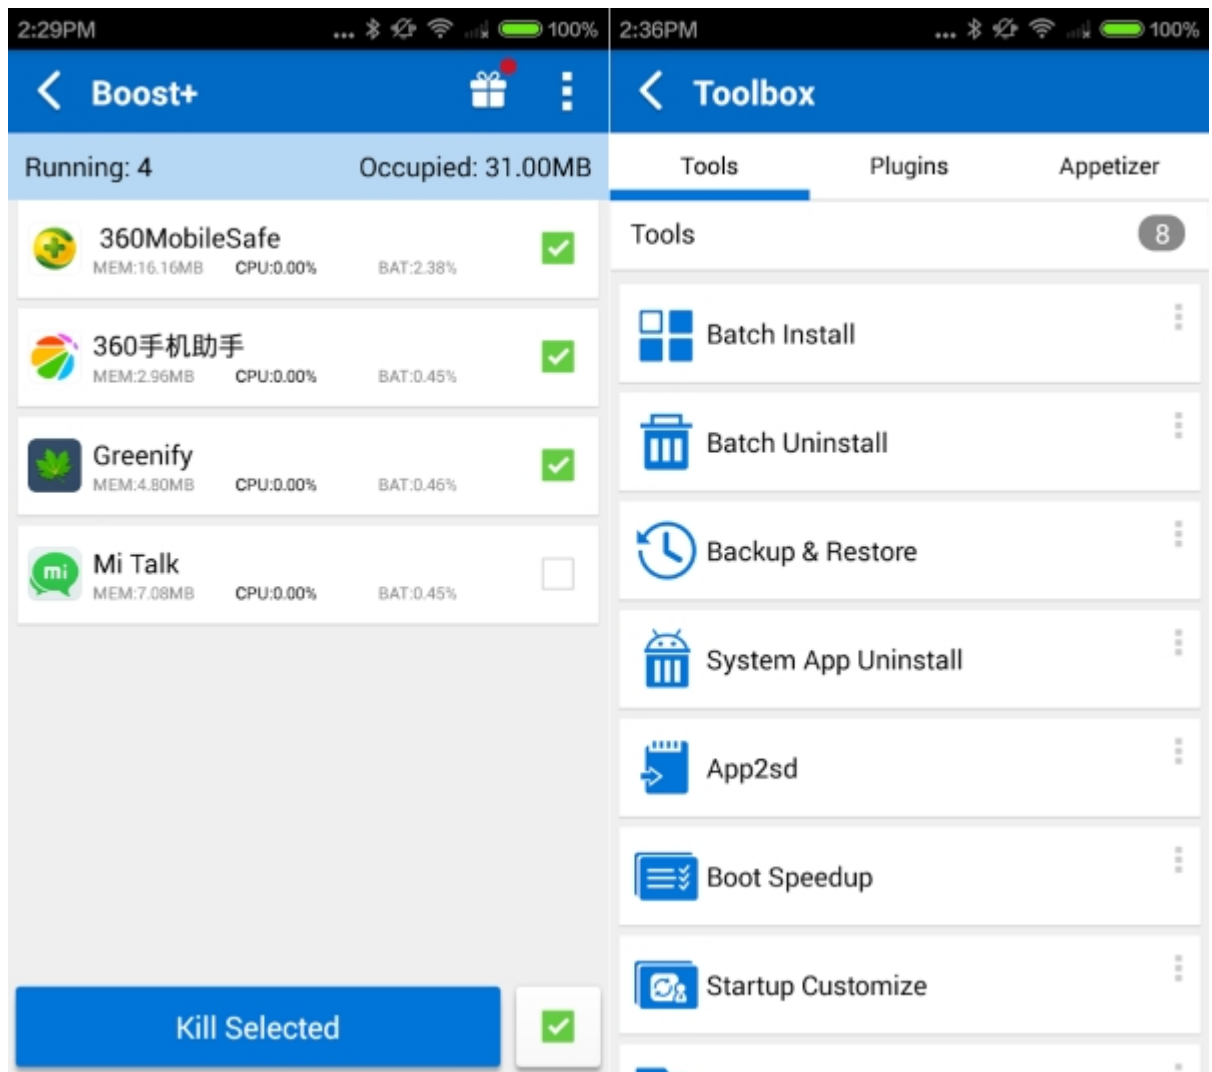 2:29PM
... 100%
Boost+
Running: 4
Occupied: 31.00MB
360MobileSafe
MEM:16.16MB CPU:0.00% BAT:2.38%
360手机助手
MEM:2.96MB CPU:0.00% BAT:0.45%
Greenify
MEM:4.80MB CPU:0.00% BAT:0.46%
mi
Mi Talk
MEM:7.08MB CPU:0.00% BAT:0.45%
Kill Selected
2:36PM
... 100%
Toolbox
Tools Plugins Appetizer
Tools 8
Batch Install
Batch Uninstall
Backup & Restore
System App Uninstall
App2sd
Boot Speedup
Startup Customize